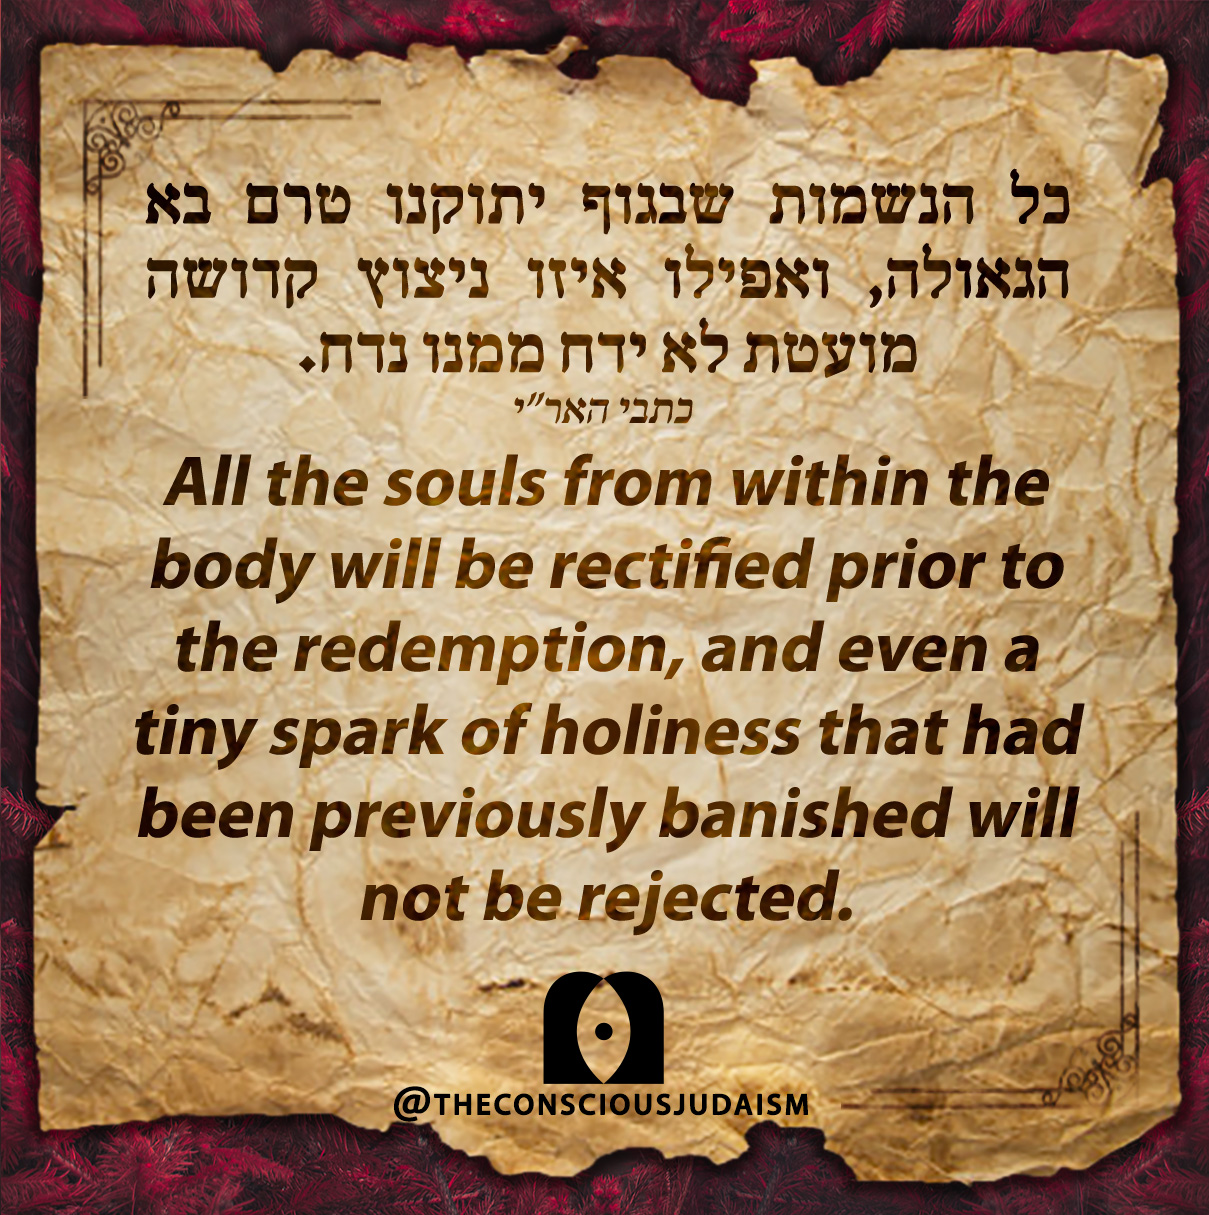 כל הנשמות שבגוף יתוקנו טרם בא
הגאולה, ואפילו איזו ניצוץ קדושה
מועטת לא ידח ממנו נדח.
כתבי האר״י
All the souls from within the
body will be rectified prior to
the redemption, and even a
tiny spark of holiness that had
been previously banished will
not be rejected.
@THECONSCIOUSJUDAISM